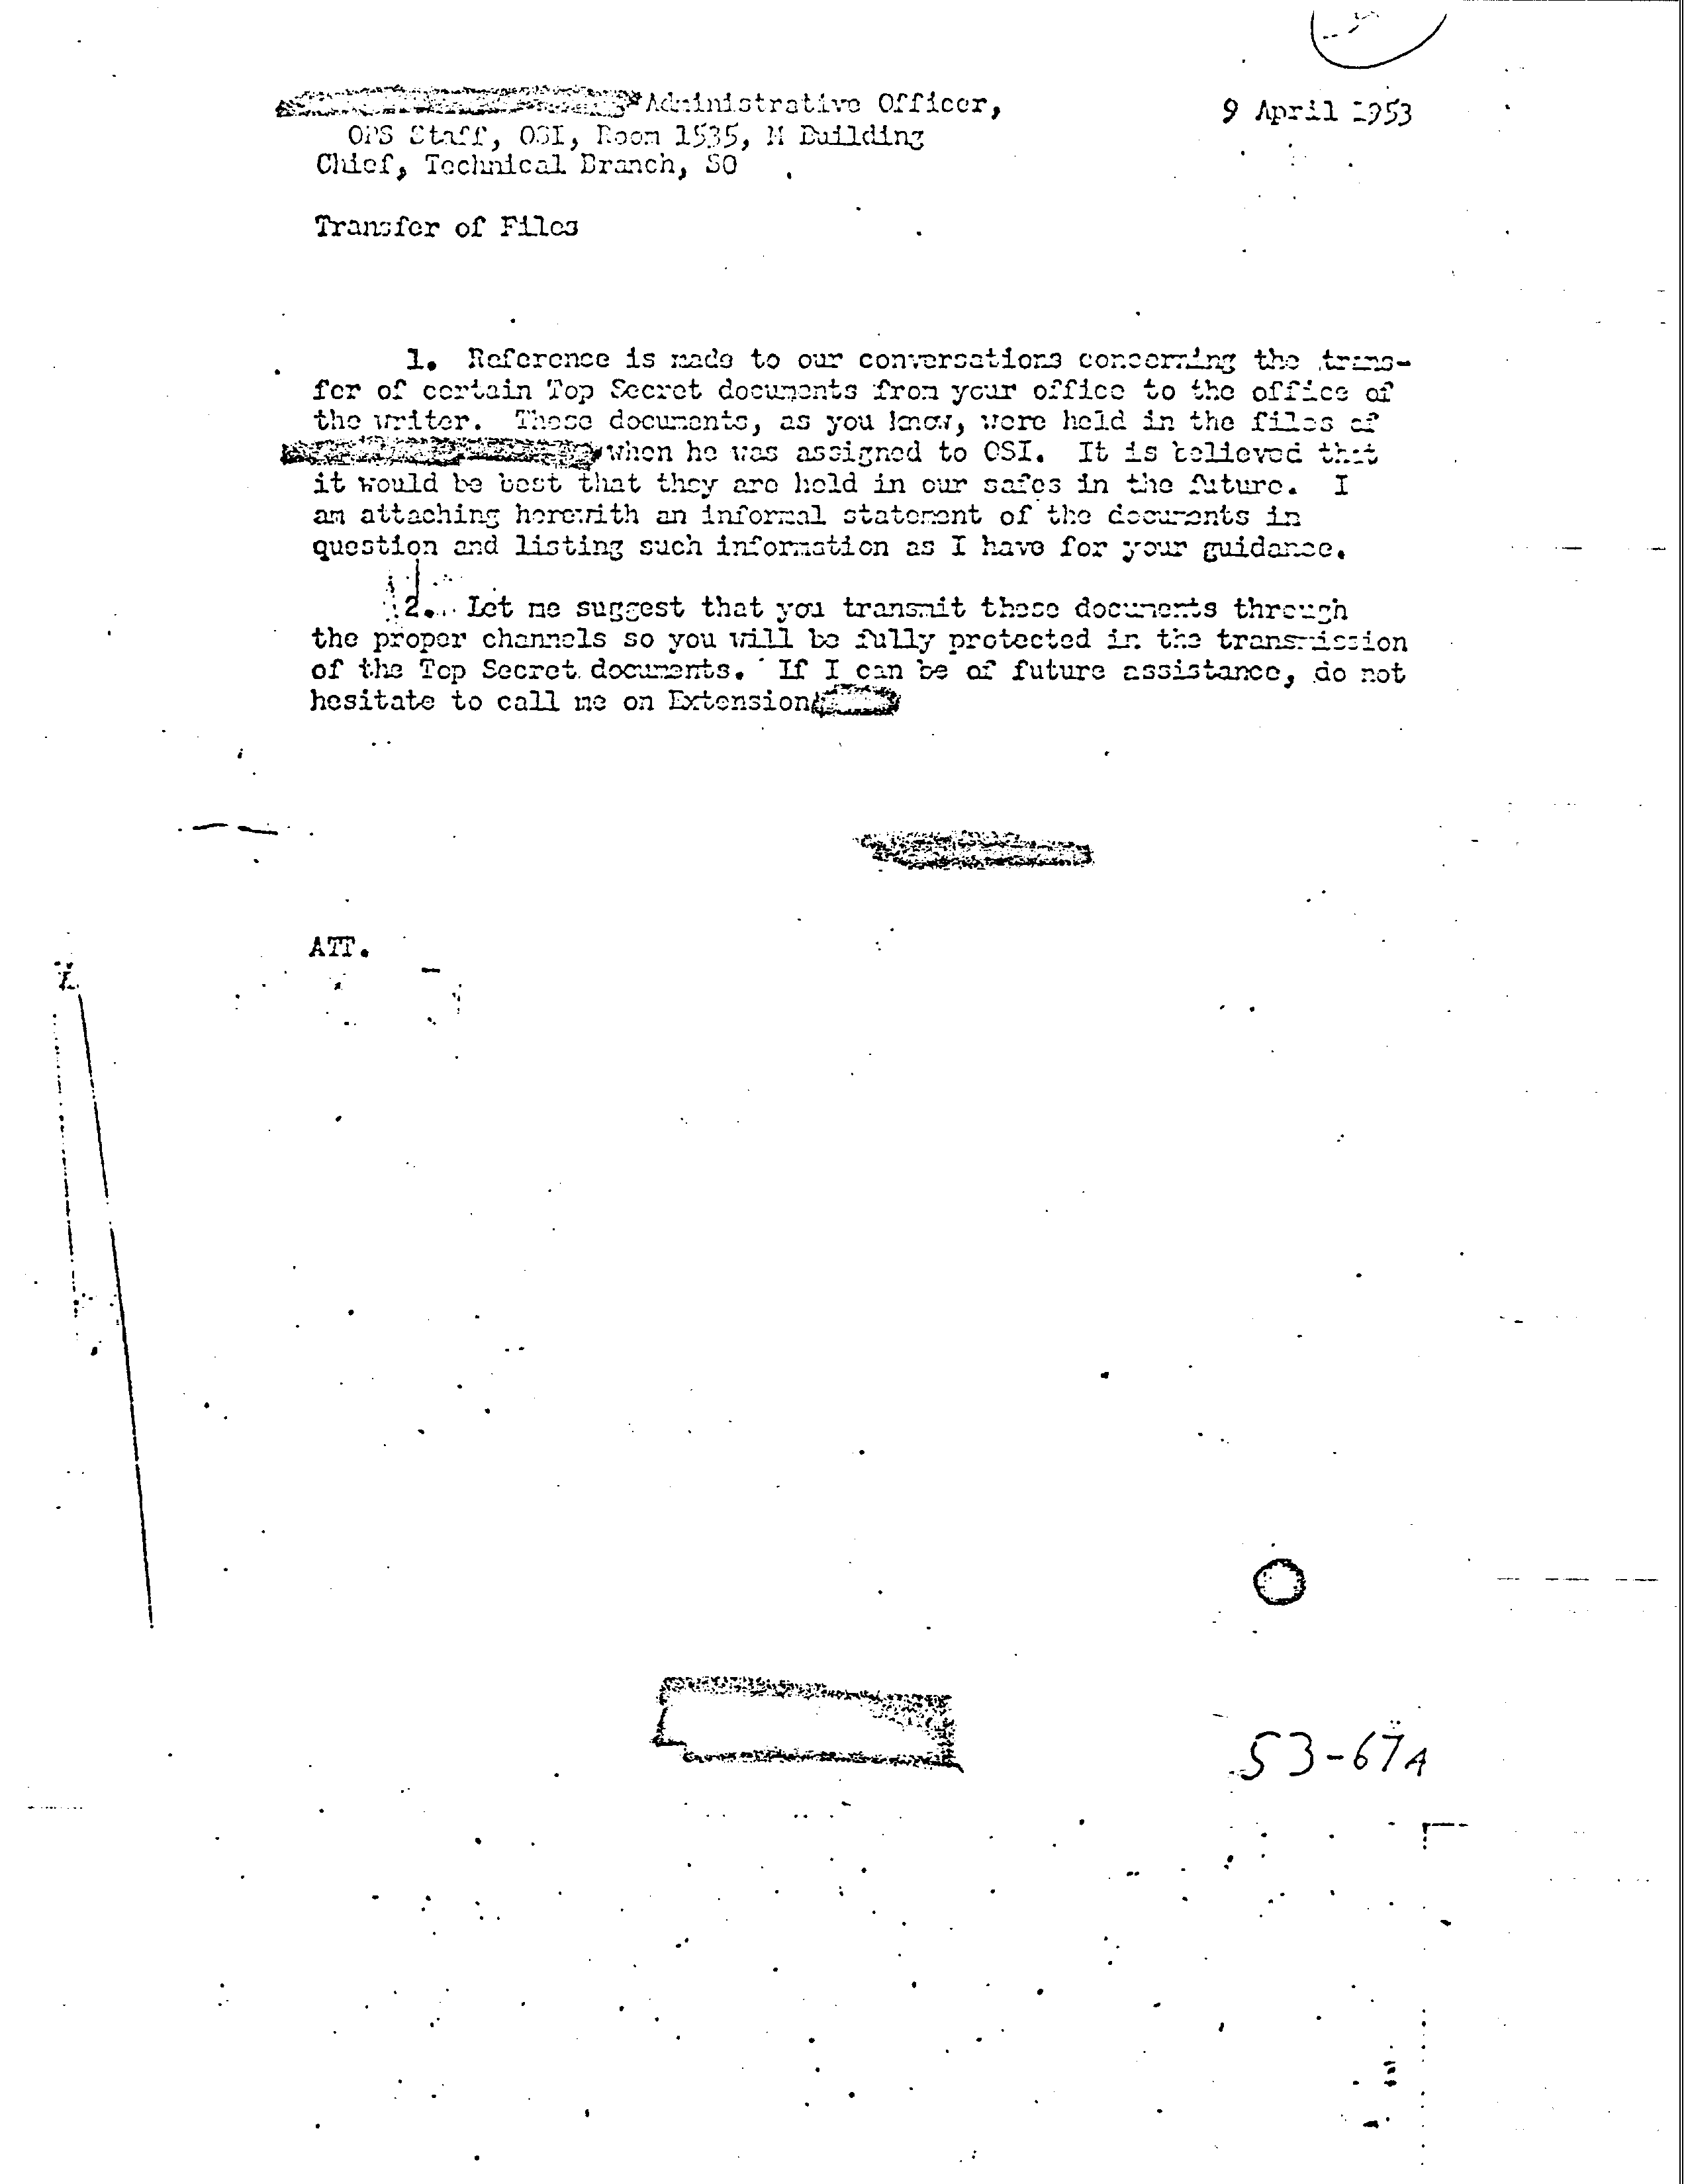 Administrative Officer,
9 April 1953
OPS Staff, OSI, Room 1535, M Building
Chief, Technical Branch, SO
Transfer of Files
1. Reference is made to our conversations concerning the trans-
fer of certain Top Secret documents from your office to the office of
the writer. These documents, as you know, were held in the files of
when he was assigned to OSI. It is believed that
it would be best that they are held in our safes in the future. I
am attaching herewith an informal statement of the documents in
question and listing such information as I have for your guidance.
2. Let me suggest that you transmit these documents through
the proper channels so you will be fully protected in the transmission
of the Top Secret documents. If I can be of future assistance, do not
hesitate to call me on Extension
ATT.
53-67A